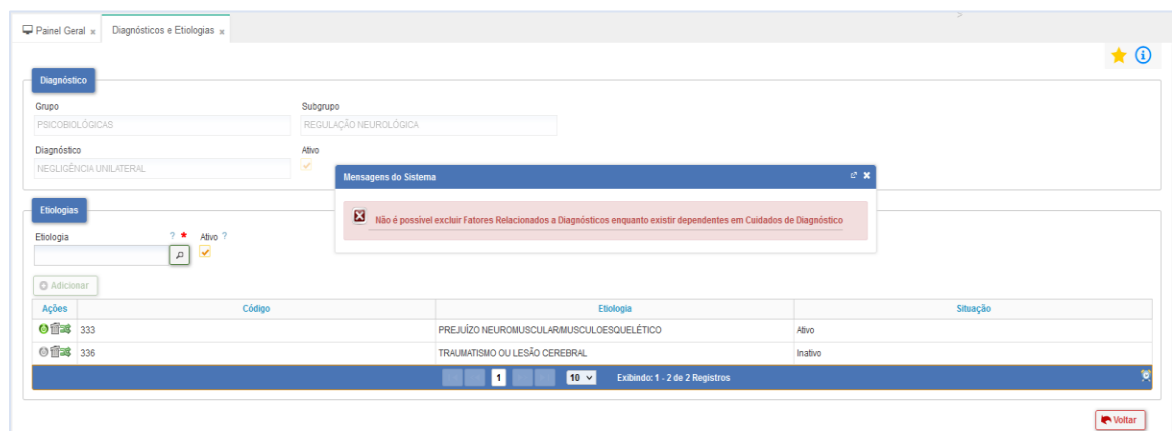 Painel Geral x Diagnósticos e Etiologias x
>
Diagnóstico
Grupo Subgrupo
PSICOBIOLÓGICAS REGULAÇÃO NEUROLÓGICA
Diagnóstico Ativo
NEGLIGÊNCIA UNILATERAL
Mensagens do Sistema
Não é possível excluir Fatores Relacionados a Diagnósticos enquanto existir dependentes em Cuidados de Diagnóstico
Etiologias
Etiologia ? * Ativo ?
Adicionar
Ações Código Etiologia Situação
333 PREJUÍZO NEUROMUSCULAR/MUSCULOESQUELÉTICO Ativo
336 TRAUMATISMO OU LESÃO CEREBRAL Inativo
1 10 Exibindo: 1 - 2 de 2 Registros
Voltar